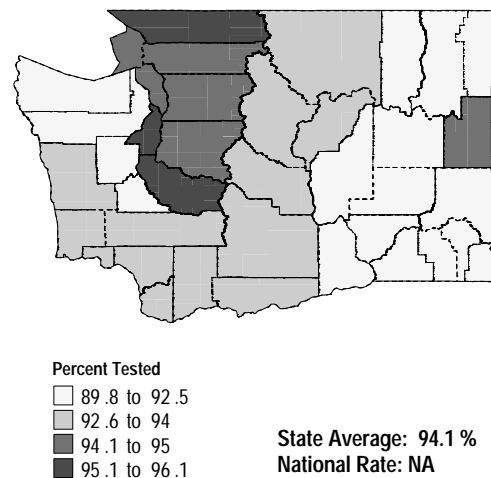 Percent Tested
89.8 to 92.5
92.6 to 94
94.1 to 95
95.1 to 96.1
State Average: 94.1 %
National Rate: NA